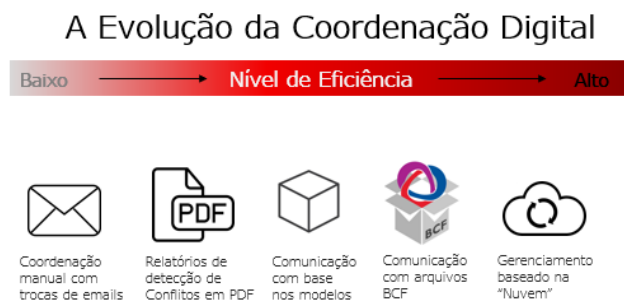 A Evolução da Coordenação Digital
Baixo Nível de Eficiência Alto
PDF
BCF
Coordenação
manual com
trocas de emails
Relatórios de
detecção de
Conflitos em PDF
Comunicação
com base
nos modelos
Comunicação
com arquivos
BCF
Gerenciamento
baseado na
“Nuvem”